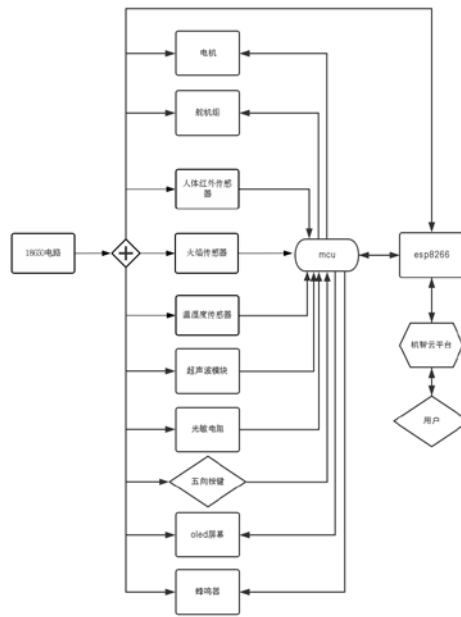 电机
舵机组
人体红外传感
器
18650电路
火焰传感器
mcu
esp8266
温湿度传感器
超声波模块
机智云平台
光敏电阻
用户
五向按键
oled屏幕
蜂鸣器